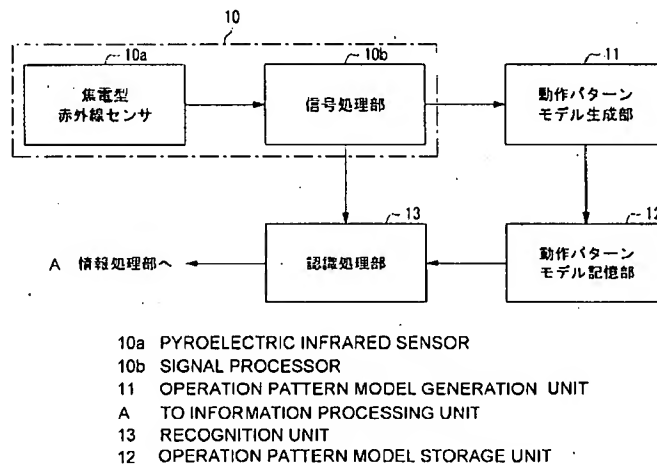 10
10a
焦電型
赤外線センサ
10b
信号処理部
11
動作パターン
モデル生成部
13
認識処理部
12
動作パターン
モデル記憶部
A 情報処理部へ
10a PYROELECTRIC INFRARED SENSOR
10b SIGNAL PROCESSOR
11 OPERATION PATTERN MODEL GENERATION UNIT
A TO INFORMATION PROCESSING UNIT
13 RECOGNITION UNIT
12 OPERATION PATTERN MODEL STORAGE UNIT